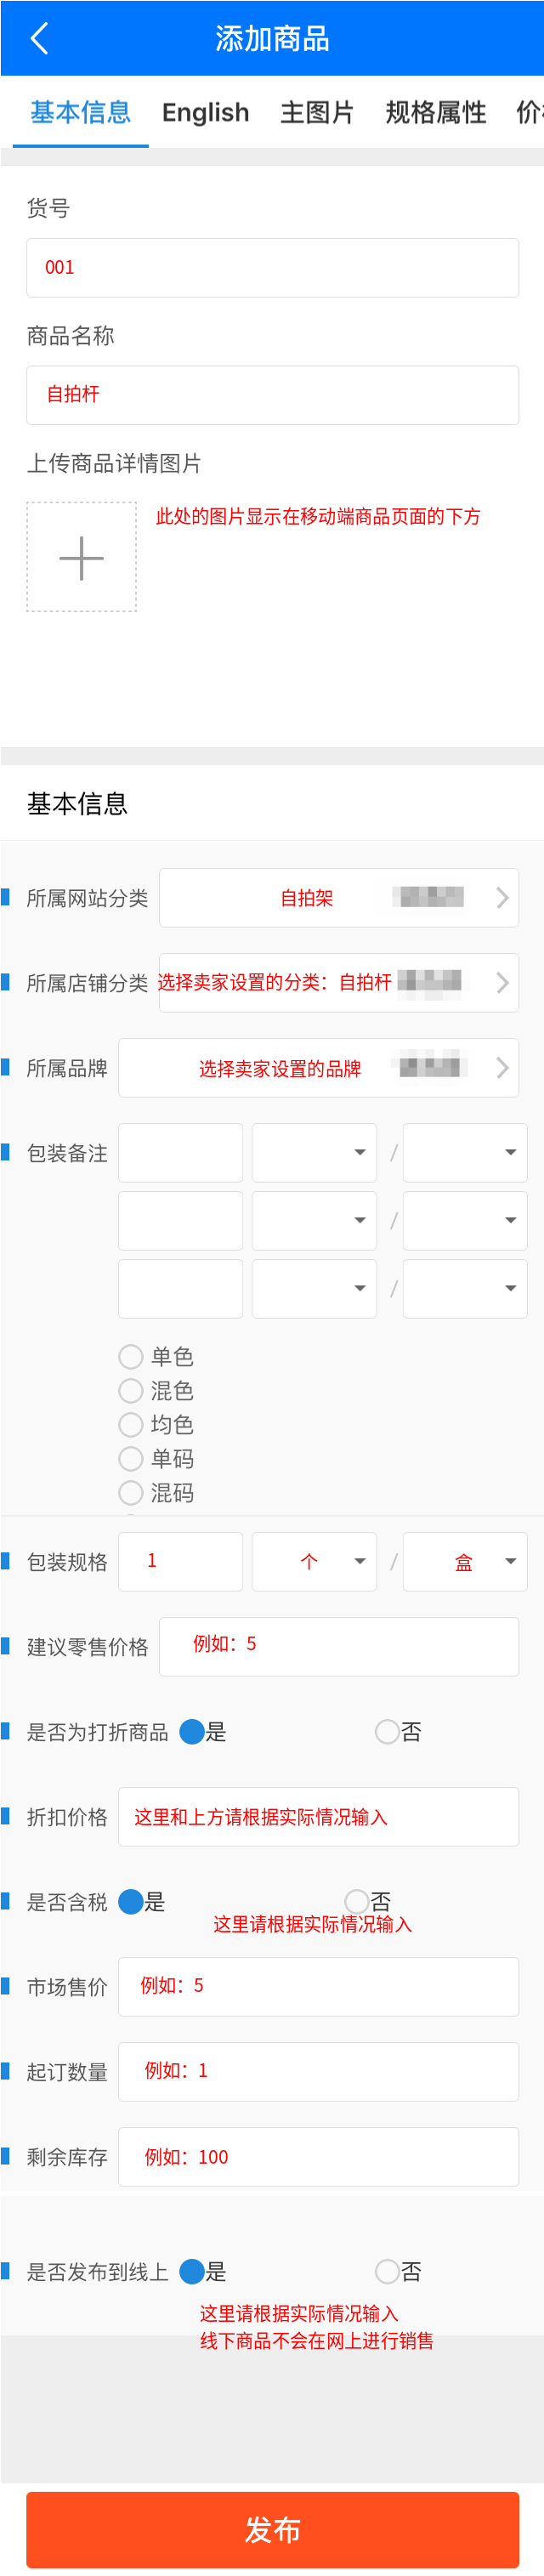 添加商品
基本信息 English 主图片 规格属性
货号
001
商品名称
自拍杆
上传商品详情图片
此处的图片显示在移动端商品页面的下方
基本信息
所属网站分类 自拍架
所属店铺分类 选择卖家设置的分类：自拍杆
所属品牌 选择卖家设置的品牌
包装备注 /
/
/
单色
混色
均色
单码
混码
包装规格 1 个 / 盒
建议零售价格 例如：5
是否为打折商品 是 否
折扣价格 这里和上方请根据实际情况输入
是否含税 是 否
这里请根据实际情况输入
市场售价 例如：5
起订数量 例如：1
剩余库存 例如：100
是否发布到线上 是 否
这里请根据实际情况输入
线下商品不会在网上进行销售
发布